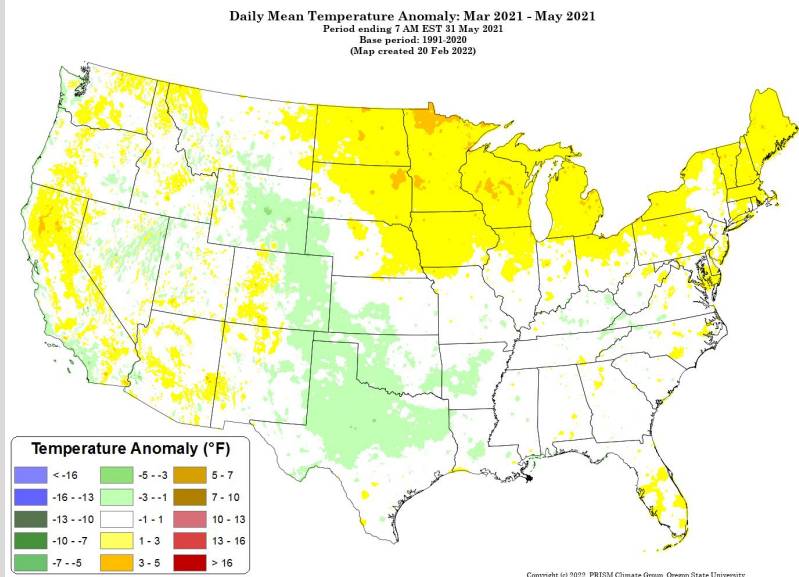 Daily Mean Temperature Anomaly: Mar 2021 - May 2021
Period ending 7 AM EST 31 May 2021
Base period: 1991-2020
(Map created 20 Feb 2022)
Temperature Anomaly (°F)
< -16
-5 - -3
5 - 7
-16 - -13
-3 - -1
7 - 10
-13 - -10
-1 - 1
10 - 13
-10 - -7
1 - 3
13 - 16
-7 - -5
3 - 5
> 16
Copyright (c) 2022, PRISM Climate Group, Oregon State University